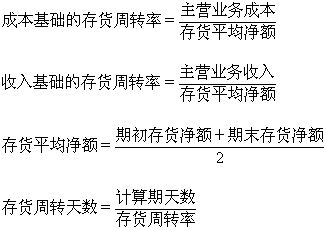 成本基础的存货周转率＝主营业务成本/存货平均净额
收入基础的存货周转率＝主营业务收入/存货平均净额
存货平均净额＝期初存货净额＋期末存货净额/2
存货周转天数＝计算期天数/存货周转率